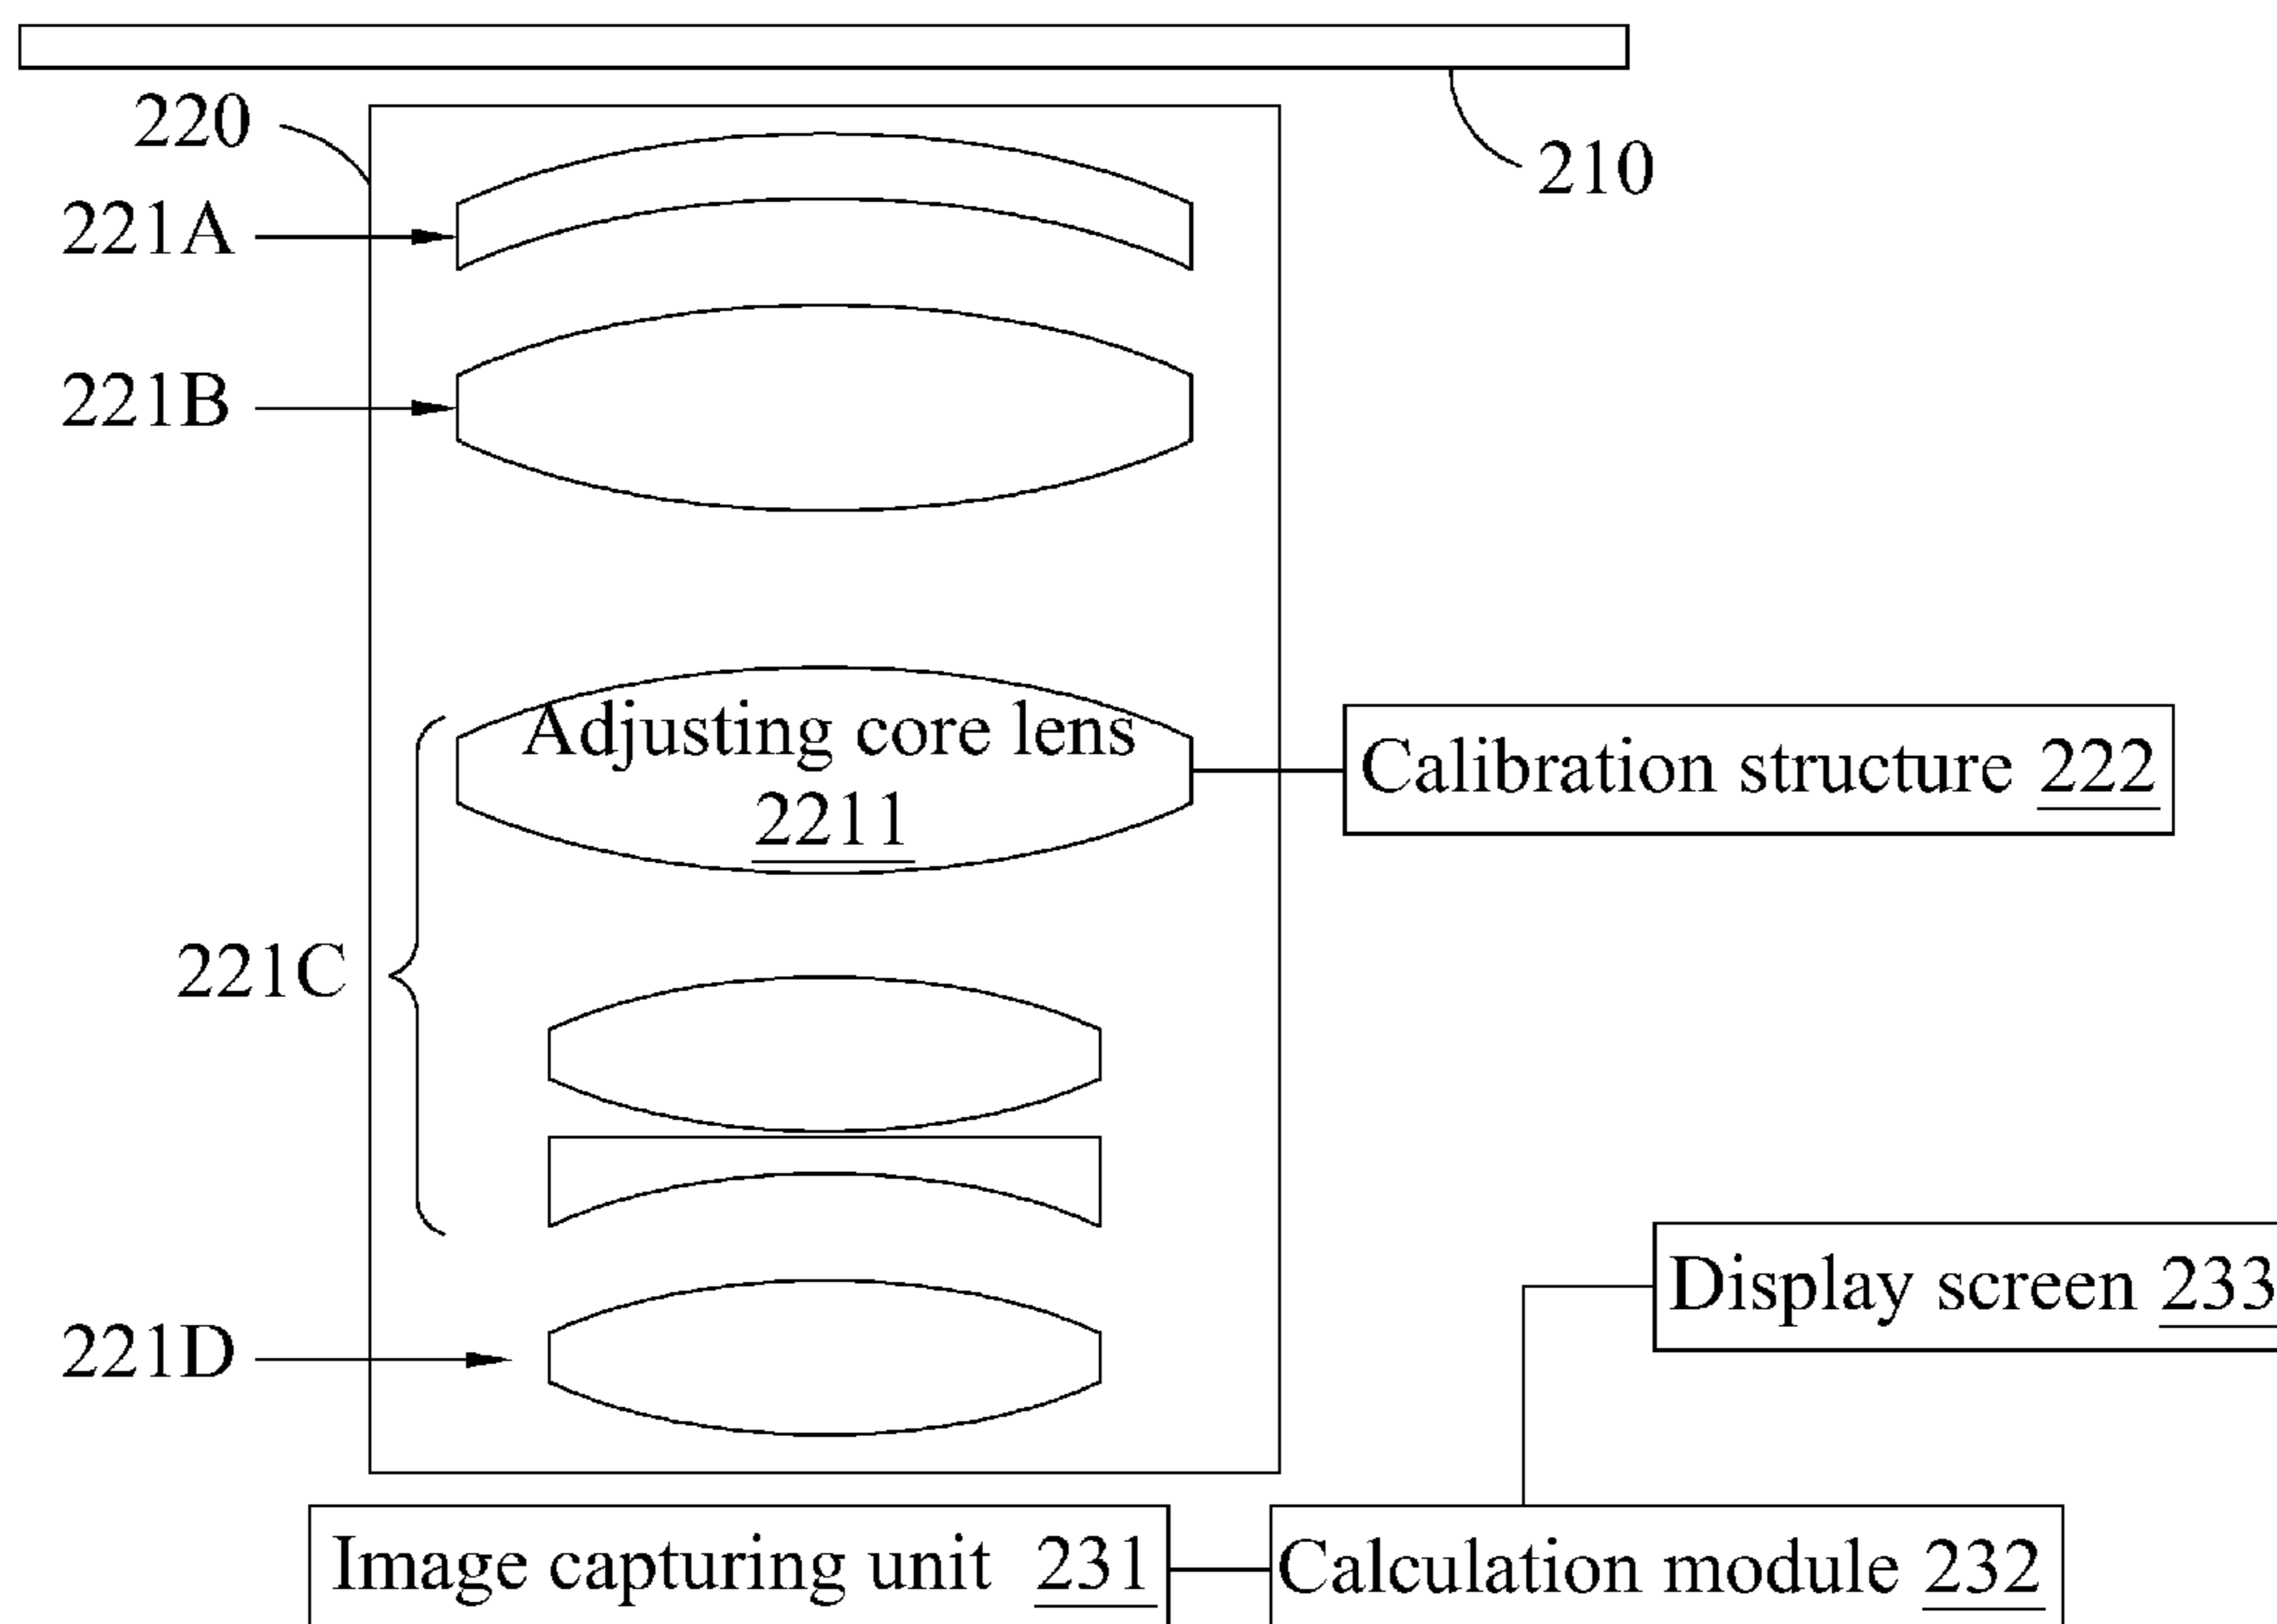 220
210
221A
221B
Adjusting core lens
2211
Calibration structure 222
221C
Display screen 233
221D
Image capturing unit 231
Calculation module 232